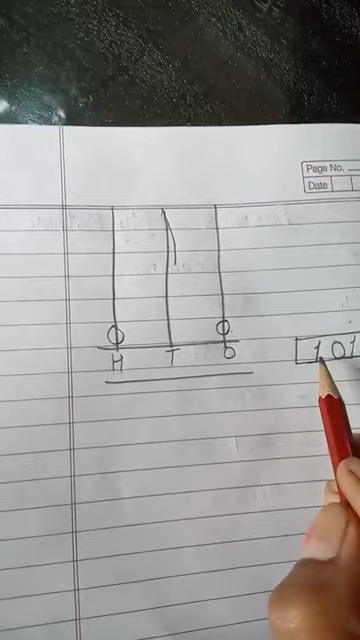 Page No.
Date
H T O
101